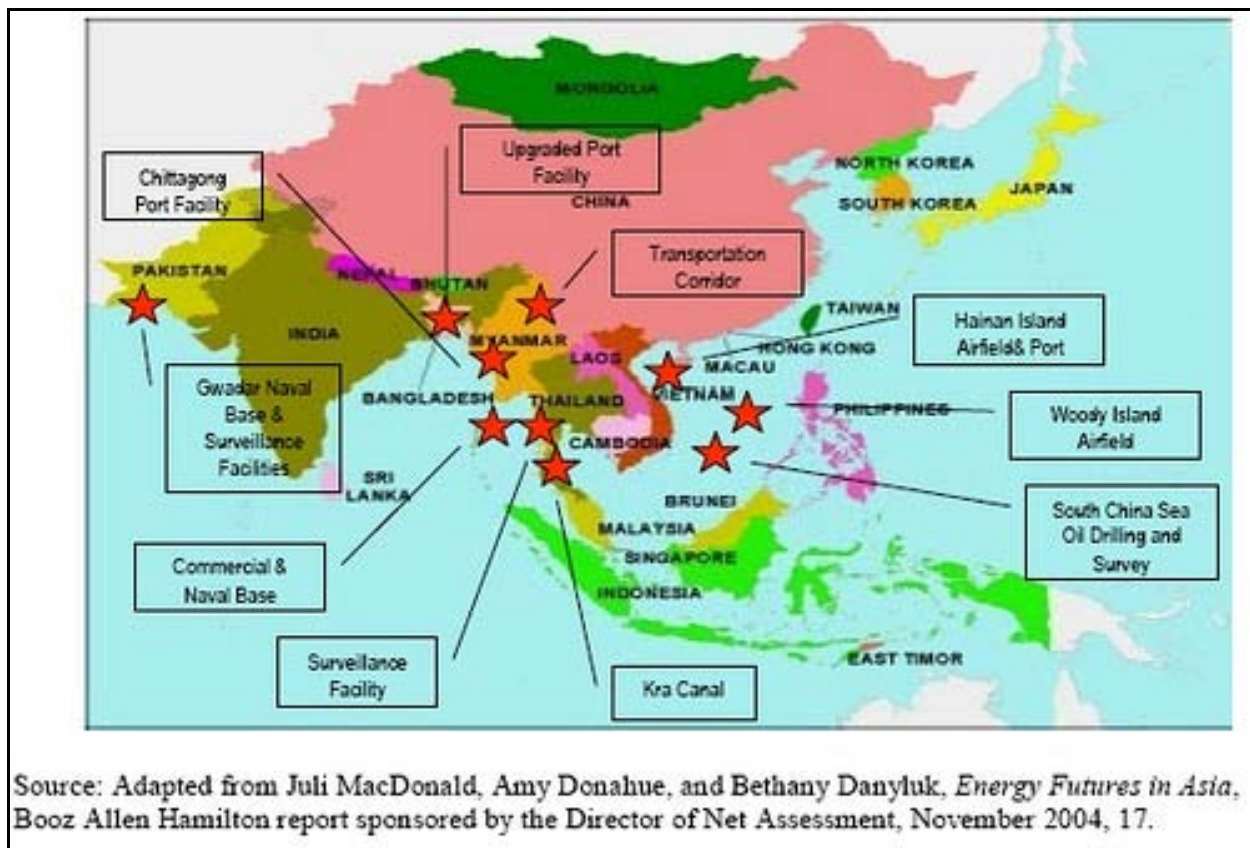 MONGOLIA
Upgraded Port
Facility
Chittagong
Port Facility
CHINA
NORTH KOREA
JAPAN
SOUTH KOREA
Transportation
Corridor
PAKISTAN
NEPAL
BHUTAN
TAIWAN
Hainan Island
Airfield& Port
INDIA
MYANMAR
LAOS
HONG KONG
MACAU
Gwadar Naval
Base &
Surveillance
Facilities
BANGLADESH
THAILAND
VIETNAM
PHILIPPINES
Woody Island
Airfield
CAMBODIA
SRI
LANKA
BRUNEI
MALAYSIA
South China Sea
Oil Drilling and
Survey
SINGAPORE
Commercial &
Naval Base
INDONESIA
EAST TIMOR
Surveillance
Facility
Kra Canal
Source: Adapted from Juli MacDonald, Amy Donahue, and Bethany Danyluk, Energy Futures in Asia,
Booz Allen Hamilton report sponsored by the Director of Net Assessment, November 2004, 17.